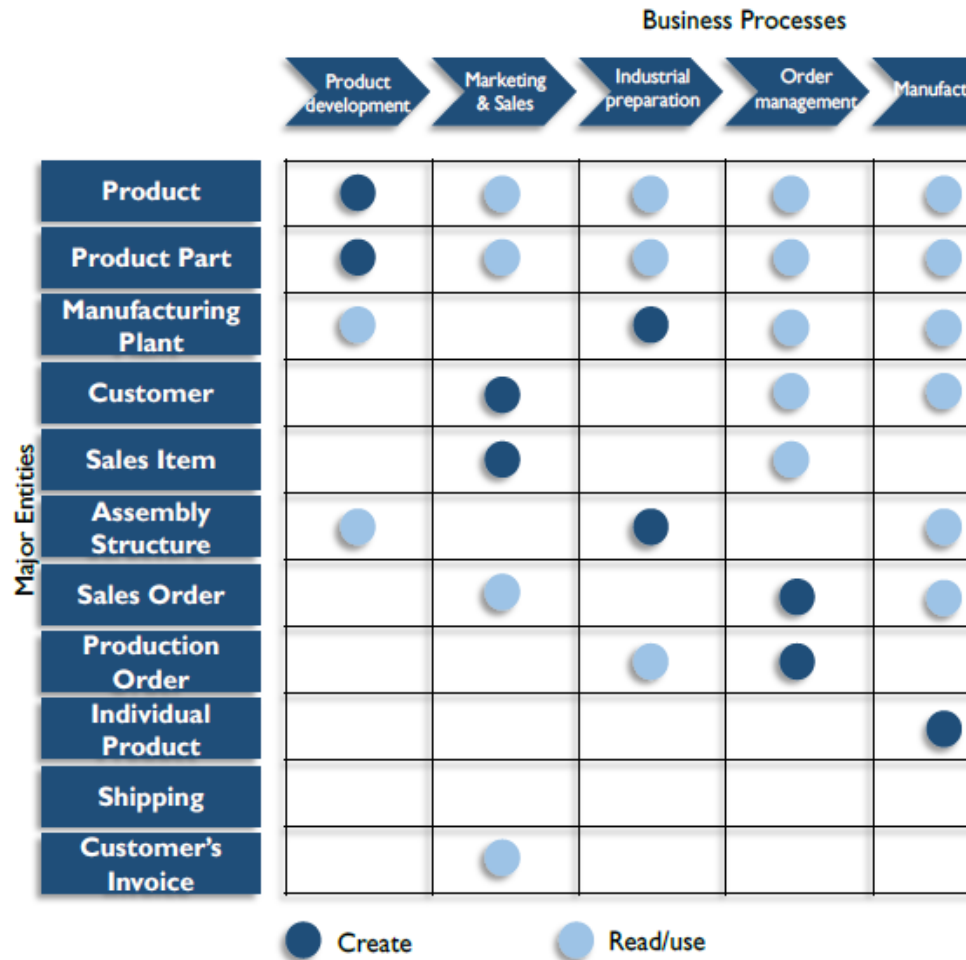 Business Processes
Product
development
Marketing
& Sales
Industrial
preparation
Order
management
Manufact
Major Entities
Product
Product Part
Manufacturing
Plant
Customer
Sales Item
Assembly
Structure
Sales Order
Production
Order
Individual
Product
Shipping
Customer’s
Invoice
Create
Read/use